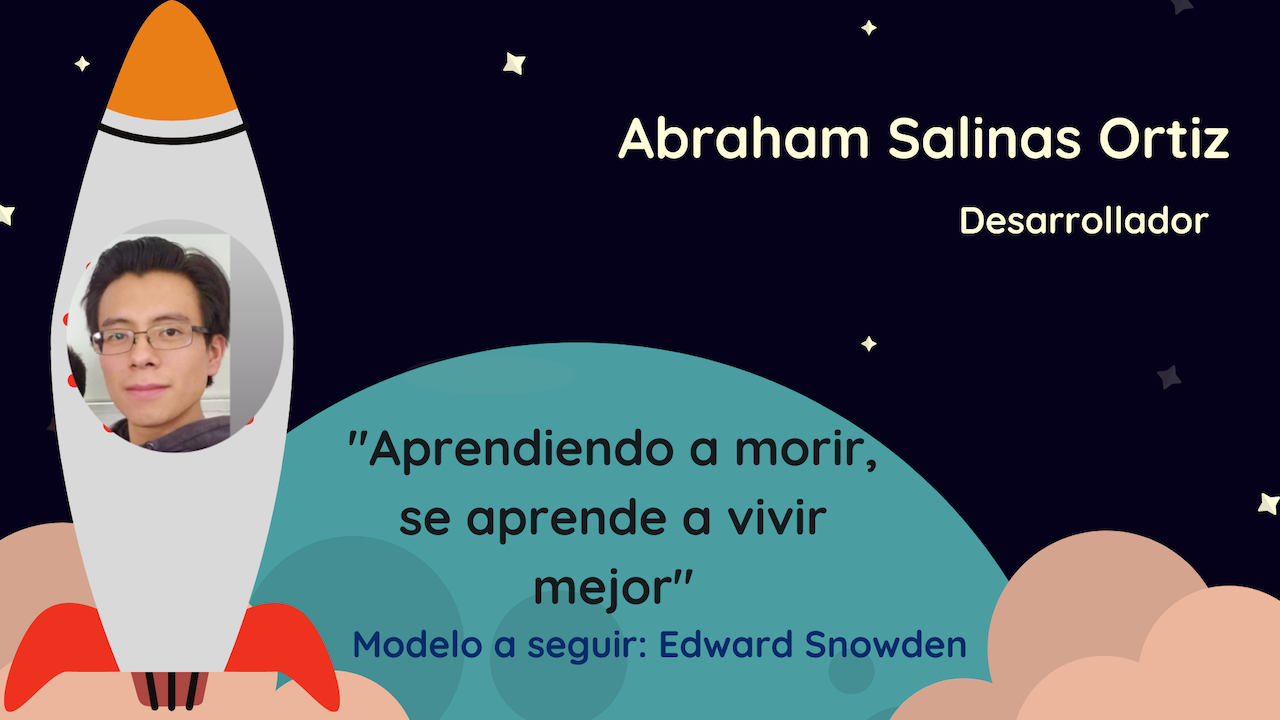 Abraham Salinas Ortiz
Desarrollador
"Aprendiendo a morir,
se aprende a vivir
mejor"
Modelo a seguir: Edward Snowden